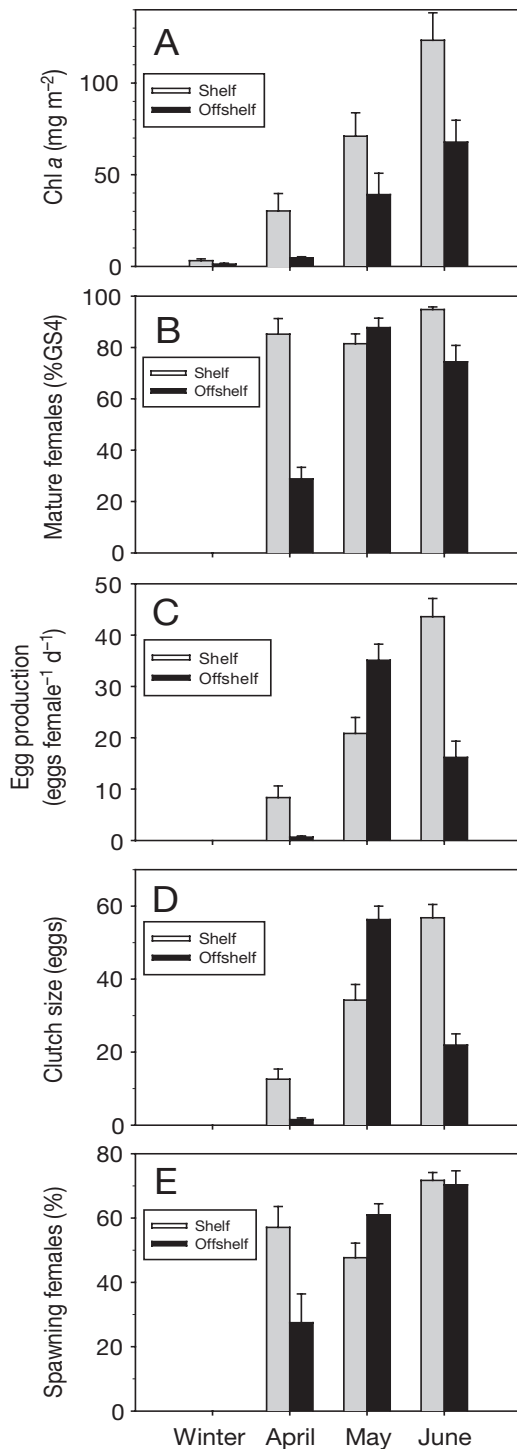 A
Chl a (mg m−2)
100
50
0
Shelf
Offshelf
B
Mature females (%GS4)
100
80
60
40
20
0
Shelf
Offshelf
C
Egg production
(eggs female−1 d−1)
50
40
30
20
10
0
Shelf
Offshelf
D
Clutch size (eggs)
60
40
20
0
Shelf
Offshelf
E
Spawning females (%)
80
60
40
20
0
Shelf
Offshelf
Winter April May June